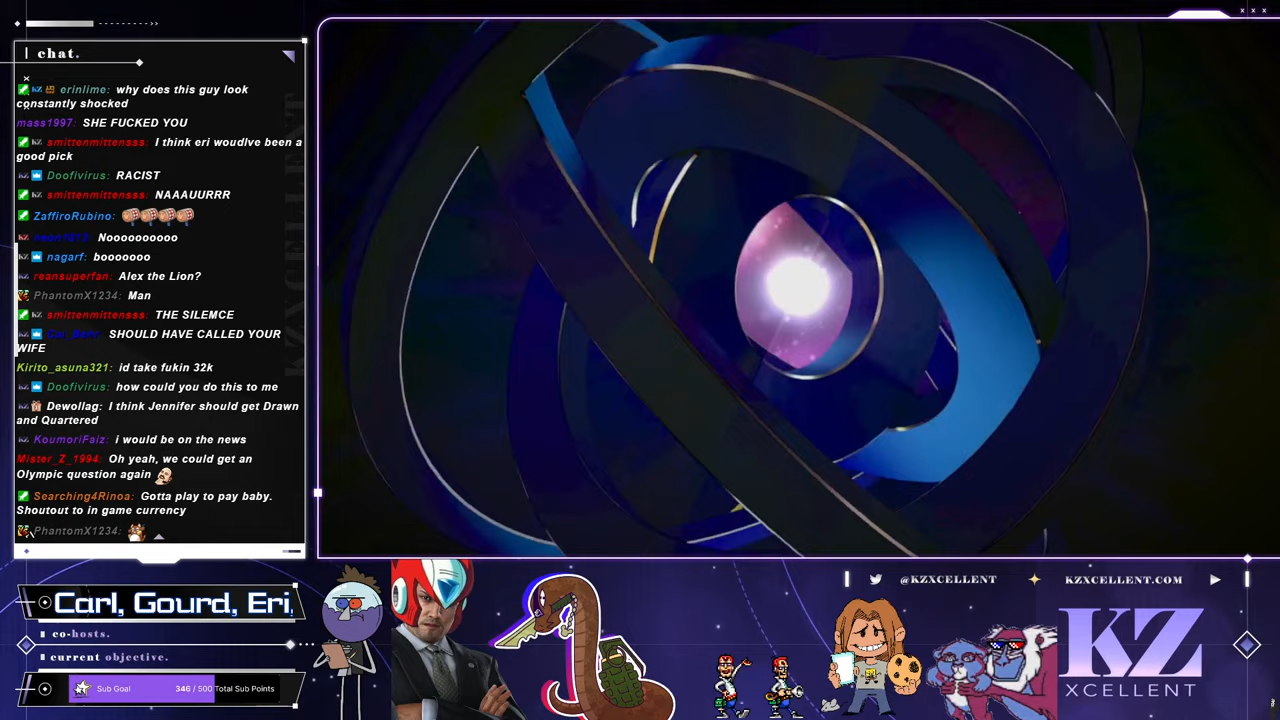 chat.
erinlime: why does this guy look
constantly shocked
mass1997: SHE FUCKED YOU
smittenmittensss: I think eri woudlve been a
good pick
Doofivirus: RACIST
smittenmittensss: NAAAUURRR
ZaffiroRubino:
Noooooooooo
nagarf: booooooo
reansuperfan: Alex the Lion?
PhantomX1234: Man
smittenmittensss: THE SILEMCE
SHOULD HAVE CALLED YOUR
WIFE
Kirito_asuna321: id take fukin 32k
Doofivirus: how could you do this to me
Dewollag: I think Jennifer should get Drawn
and Quartered
KoumoriFaiz: i would be on the news
Mister_Z_1994: Oh yeah, we could get an
Olympic question again
Searching4Rinoa: Gotta play to pay baby.
Shoutout to in game currency
PhantomX1234:
Carl, Gourd, Eri,
co-hosts.
current objective.
Sub Goal 346 / 500 Total Sub Points
@KZXCELLENT
KZXCELLENT.COM
KZ
XCELLENT